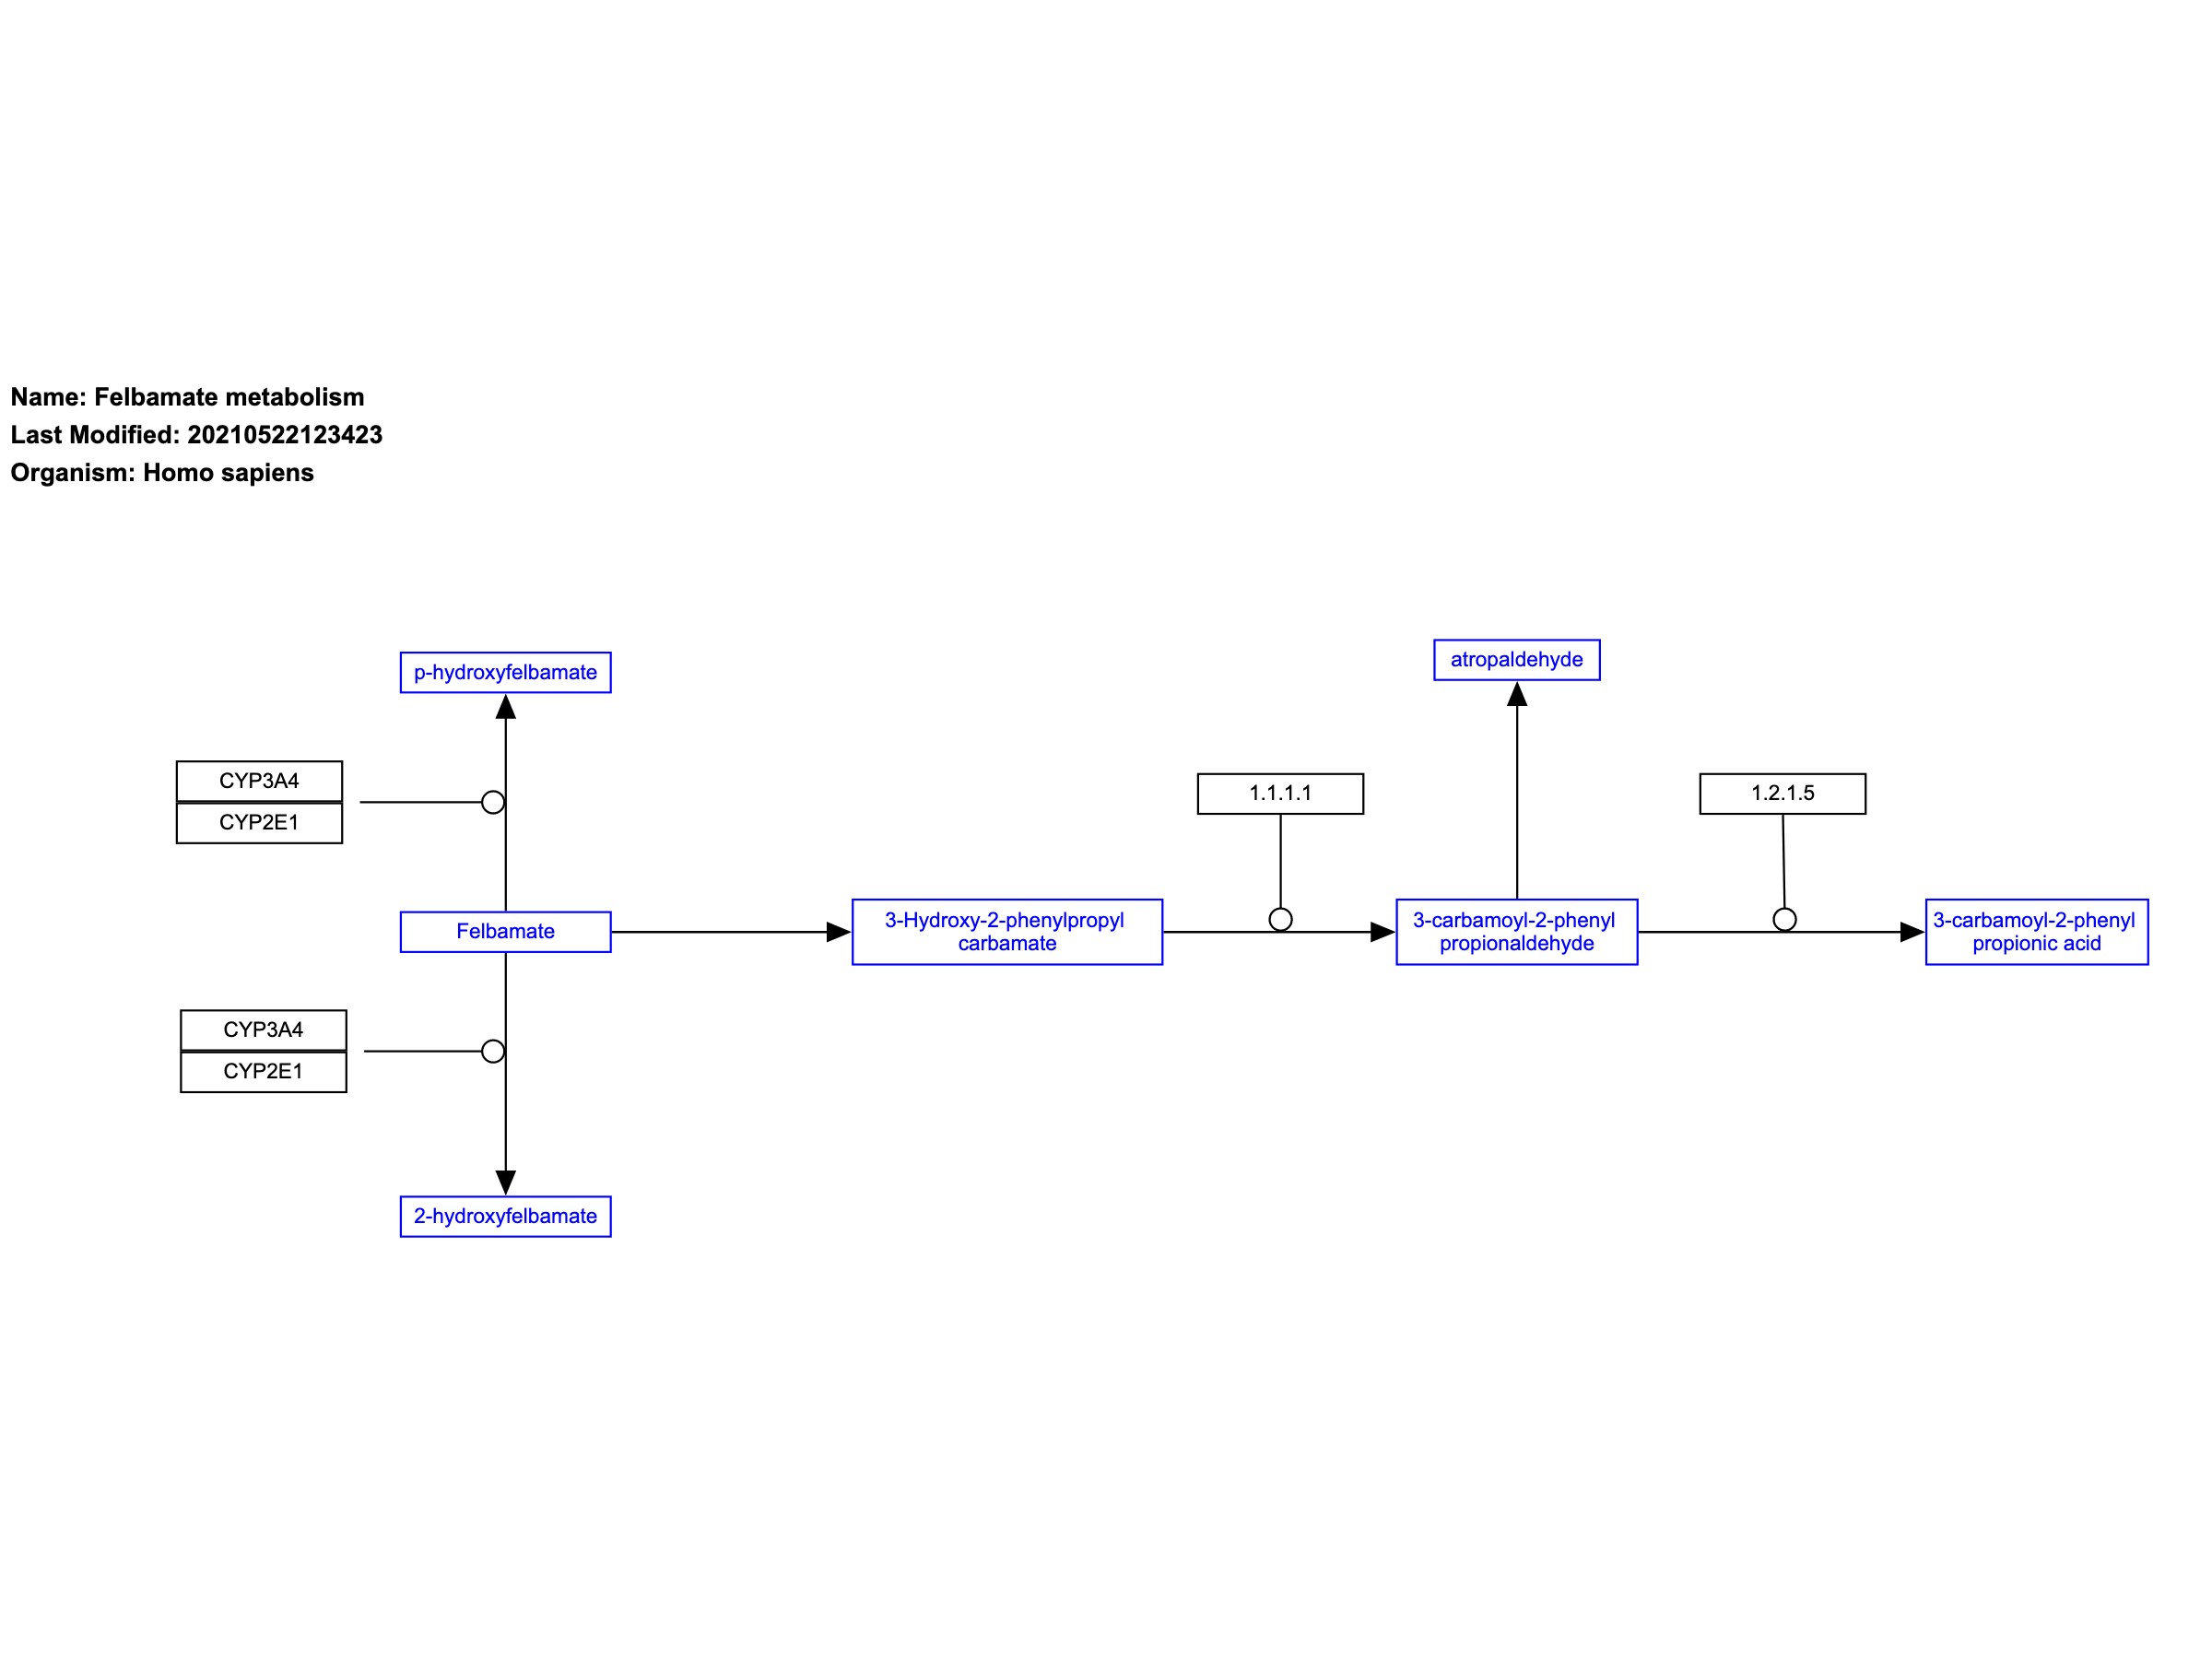 Name: Felbamate metabolism
Last Modified: 20210522123423
Organism: Homo sapiens
p-hydroxyfelbamate
atropaldehyde
CYP3A4
CYP2E1
1.1.1.1
1.2.1.5
Felbamate
3-Hydroxy-2-phenylpropyl
carbamate
3-carbamoyl-2-phenyl
propionaldehyde
3-carbamoyl-2-phenyl
propionic acid
CYP3A4
CYP2E1
2-hydroxyfelbamate